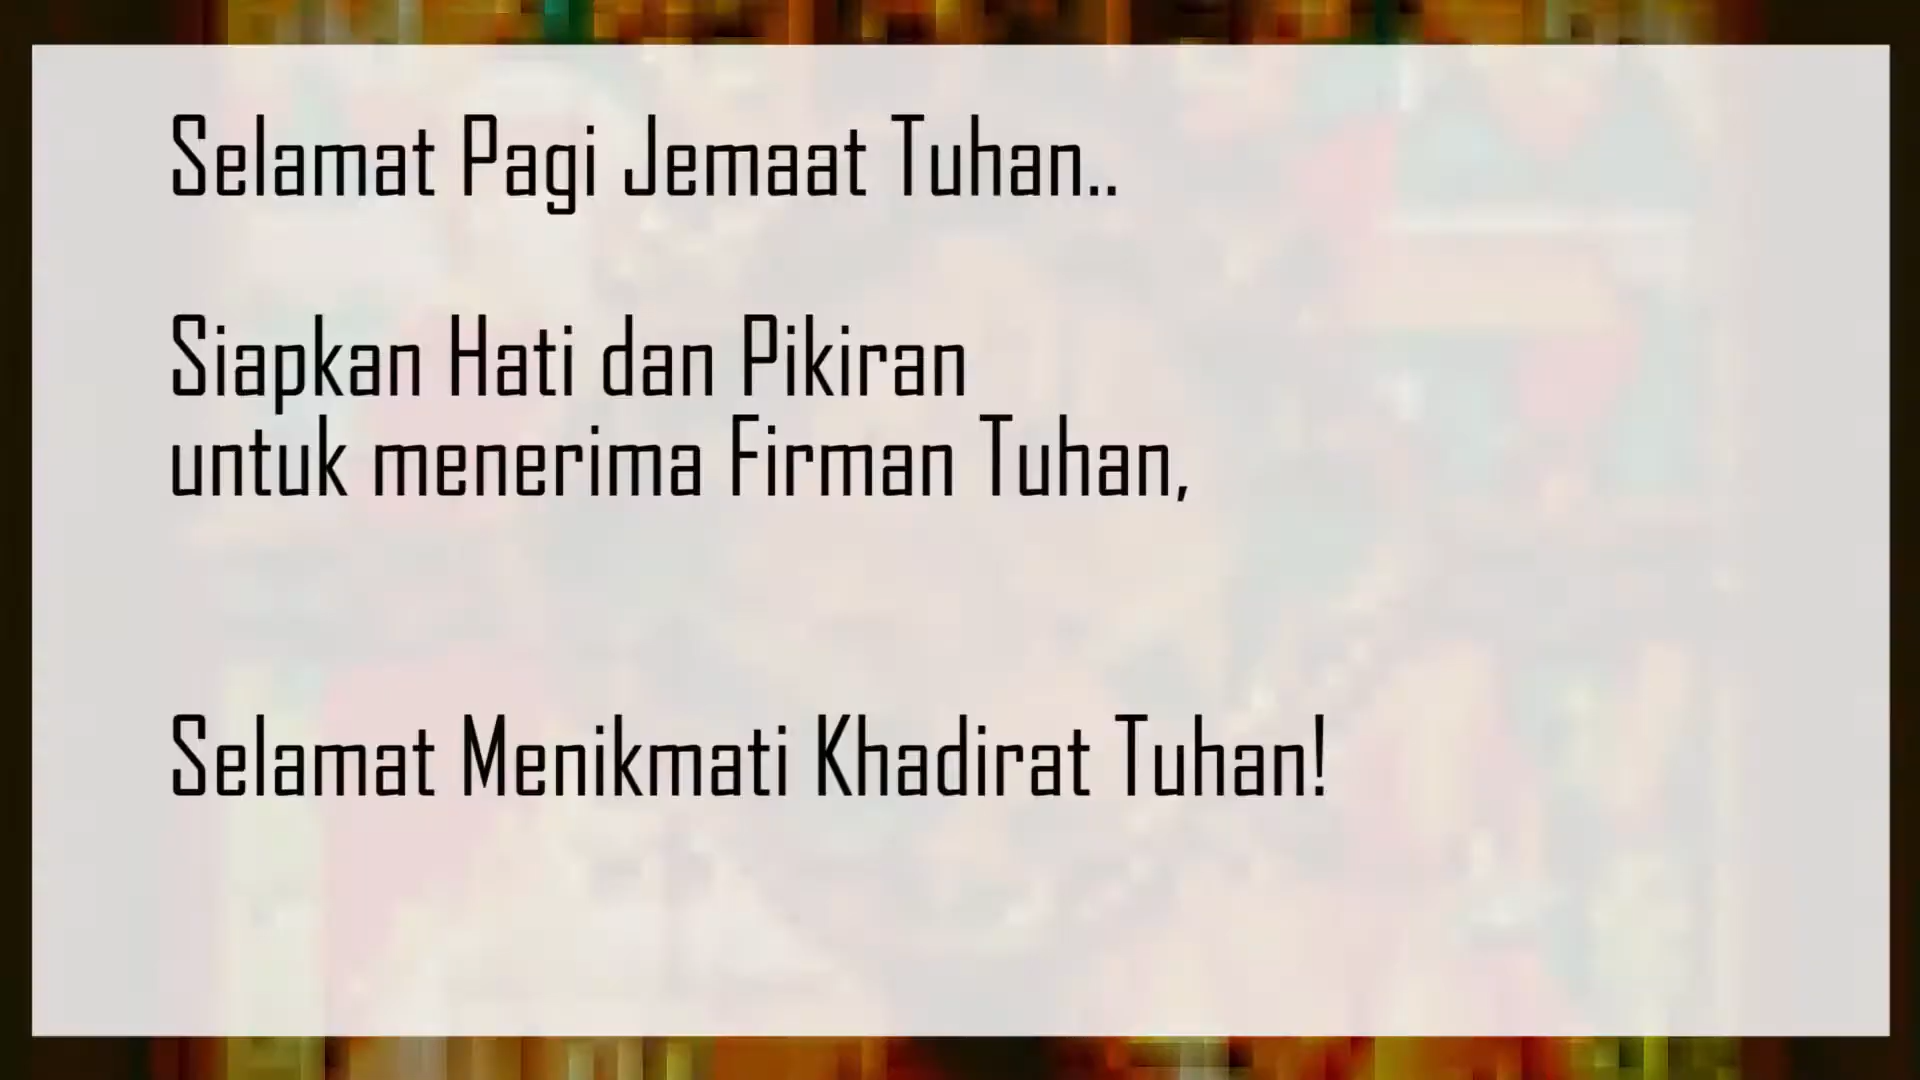 Selamat Pagi Jemaat Tuhan..
Siapkan Hati dan Pikiran
untuk menerima Firman Tuhan,
Selamat Menikmati Khadirat Tuhan!